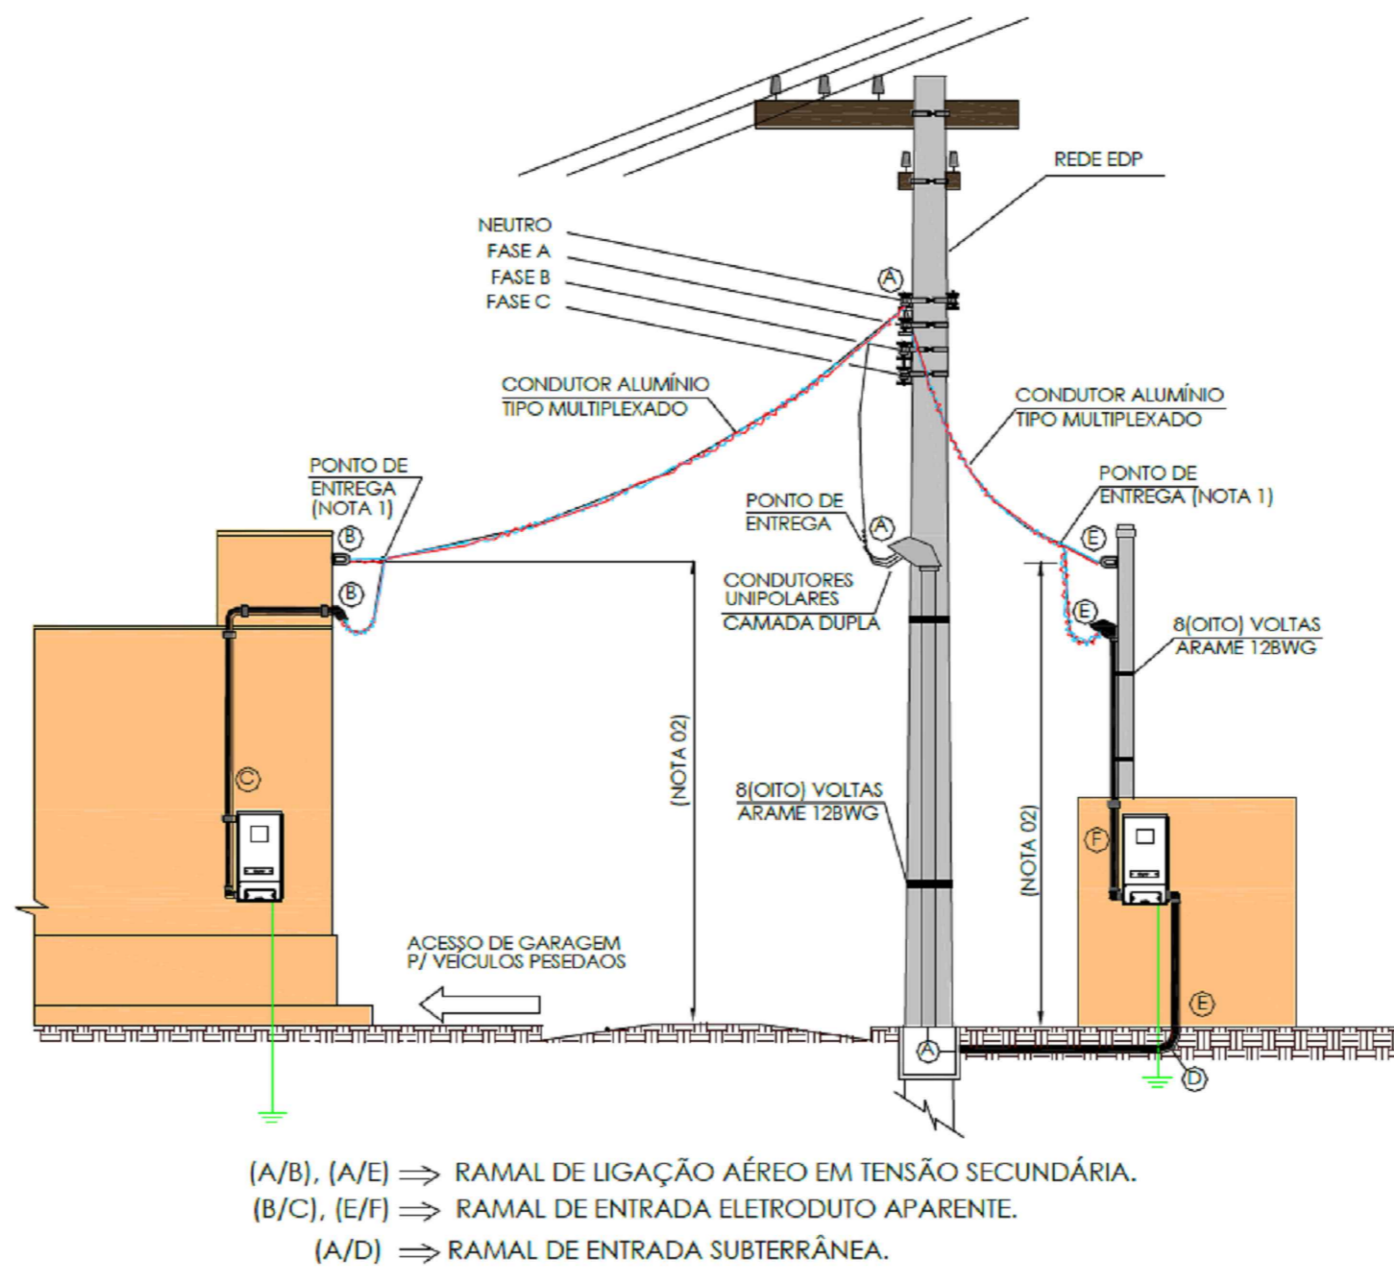 REDE EDP
NEUTRO
FASE A
FASE B
FASE C
A
CONDUTOR ALUMÍNIO
TIPO MULTIPLEXADO
CONDUTOR ALUMÍNIO
TIPO MULTIPLEXADO
PONTO DE
ENTREGA
(NOTA 1)
PONTO DE
ENTREGA
A
PONTO DE
ENTREGA (NOTA 1)
B
B
E
E
CONDUTORES
UNIPOLARES
CAMADA DUPLA
8(OITO) VOLTAS
ARAME 12BWG
(NOTA 02)
C
8(OITO) VOLTAS
ARAME 12BWG
(NOTA 02)
F
ACESSO DE GARAGEM
P/ VEÍCULOS PESEDAOS
E
A
D
(A/B), (A/E) ⇒ RAMAL DE LIGAÇÃO AÉREO EM TENSÃO SECUNDÁRIA.
(B/C), (E/F) ⇒ RAMAL DE ENTRADA ELETRODUTO APARENTE.
(A/D) ⇒ RAMAL DE ENTRADA SUBTERRÂNEA.